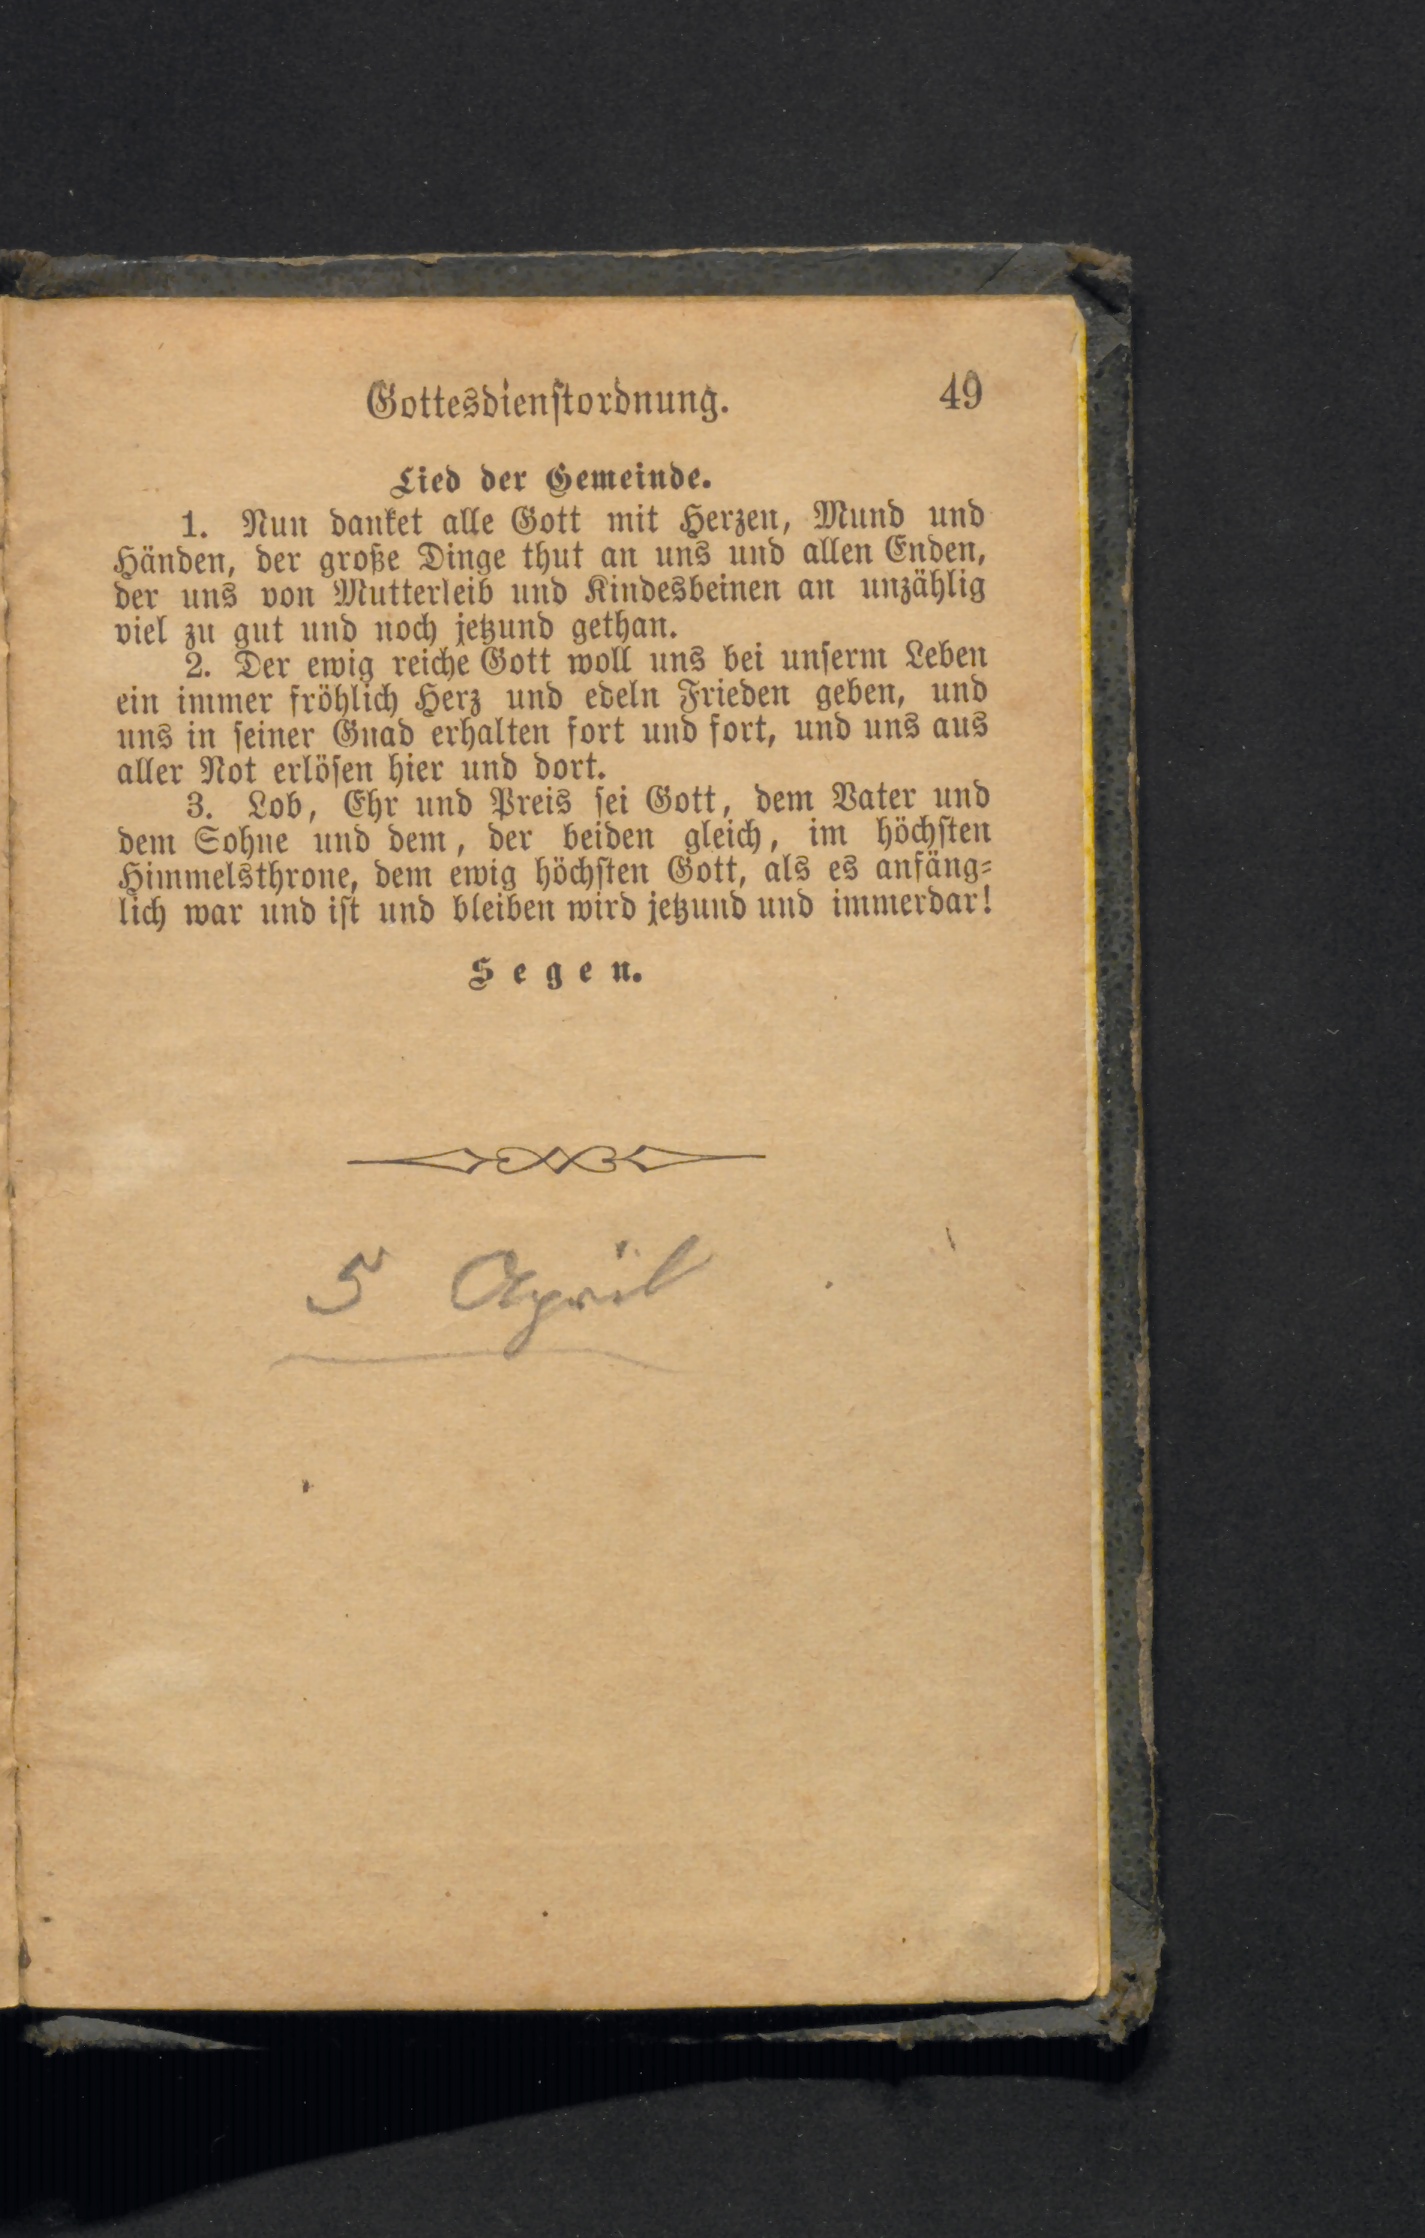 Gottesdienstordnung. 49
Lied der Gemeinde.
1. Nun danket alle Gott mit Herzen, Mund und
Händen, der große Dinge thut an uns und allen Enden,
der uns von Mutterleib und Kindesbeinen an unzählig
viel zu gut und noch jetzund gethan.
2. Der ewig reiche Gott woll uns bei unserm Leben
ein immer fröhlich Herz und edeln Frieden geben, und
uns in seiner Gnad erhalten fort und fort, und uns aus
aller Not erlösen hier und dort.
3. Lob, Ehr und Preis sei Gott, dem Vater und
dem Sohne und dem, der beiden gleich, im höchsten
Himmelsthrone, dem ewig höchsten Gott, als es anfäng-
lich war und ist und bleiben wird jetzund und immerdar!
Segen.
5 April